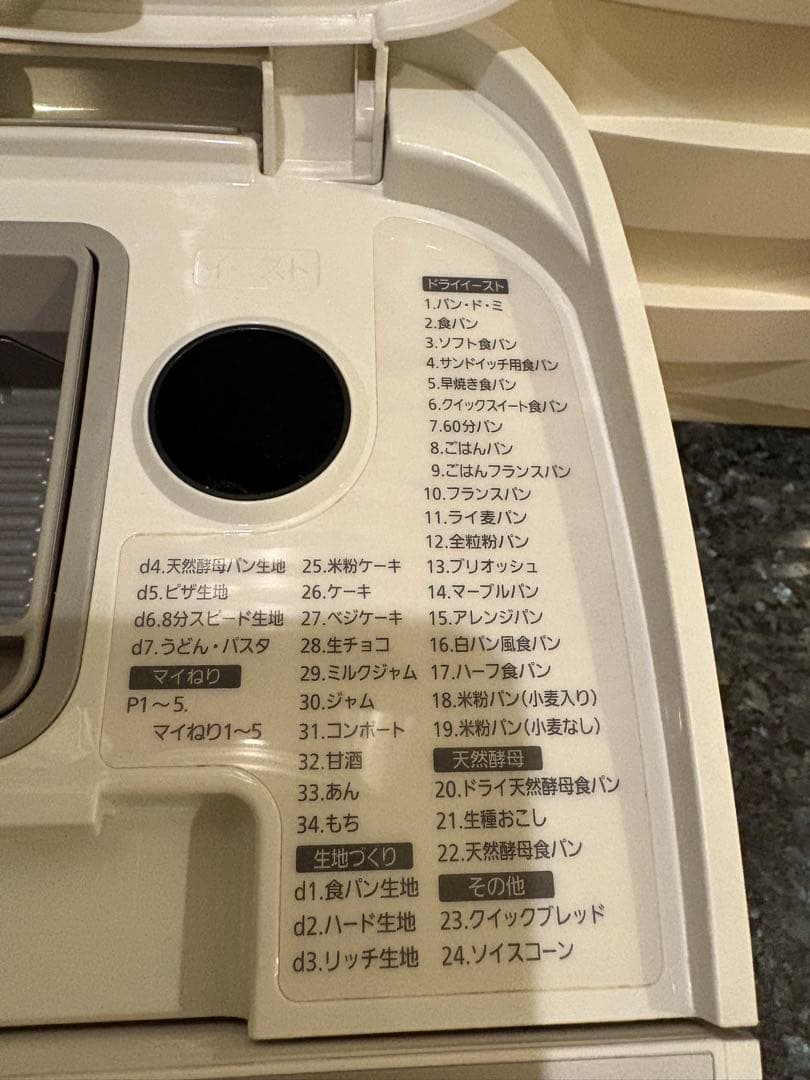 イースト
ドライイースト
1.パン・ド・ミ
2.食パン
3.ソフト食パン
4.サンドイッチ用食パン
5.早焼き食パン
6.クイックスイート食パン
7.60分パン
8.ごはんパン
9.ごはんフランスパン
10.フランスパン
11.ライ麦パン
12.全粒粉パン
13.ブリオッシュ
14.マーブルパン
15.アレンジパン
16.白パン風食パン
17.ハーフ食パン
18.米粉パン(小麦入り)
19.米粉パン(小麦なし)
天然酵母
20.ドライ天然酵母食パン
21.生種おこし
22.天然酵母食パン
その他
23.クイックブレッド
24.ソイスコーン
25.米粉ケーキ
26.ケーキ
27.ベジケーキ
28.生チョコ
29.ミルクジャム
30.ジャム
31.コンポート
32.甘酒
33.あん
34.もち
生地づくり
d1.食パン生地
d2.ハード生地
d3.リッチ生地
d4.天然酵母パン生地
d5.ピザ生地
d6.8分スピード生地
d7.うどん・パスタ
マイねり
P1～5.
マイねり1～5